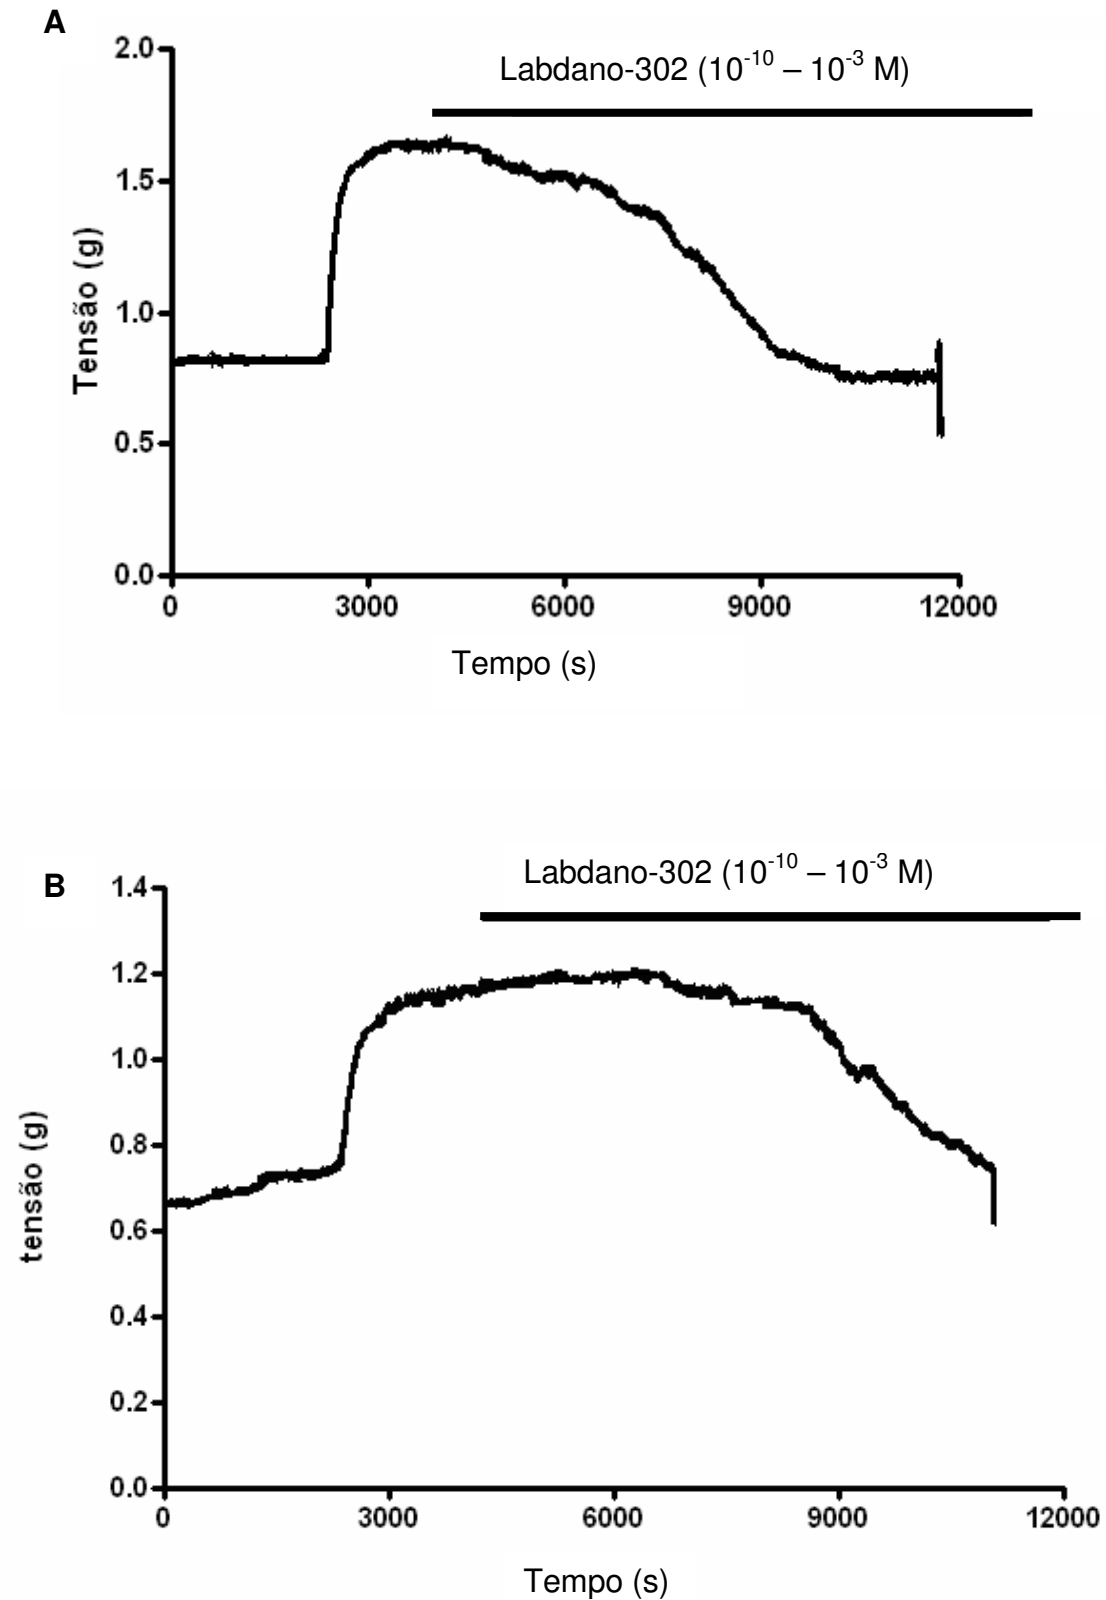 A
Labdano-302 (10⁻¹⁰ – 10⁻³ M)
2.0
1.5
1.0
0.5
0.0
Tensão (g)
0 3000 6000 9000 12000
Tempo (s)
B
Labdano-302 (10⁻¹⁰ – 10⁻³ M)
1.4
1.2
1.0
0.8
0.6
0.4
0.2
0.0
tensão (g)
0 3000 6000 9000 12000
Tempo (s)